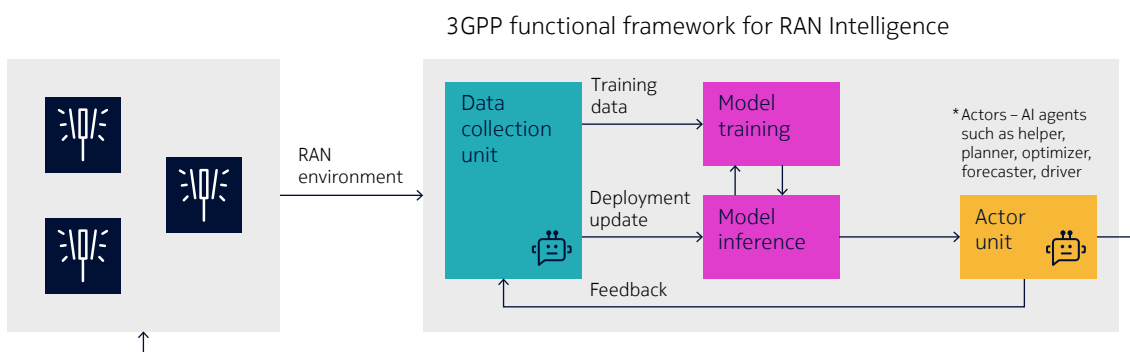 3GPP functional framework for RAN Intelligence
RAN
environment
Data
collection
unit
Training
data
Model
training
Deployment
update
Model
inference
Feedback
* Actors – AI agents
such as helper,
planner, optimizer,
forecaster, driver
Actor
unit